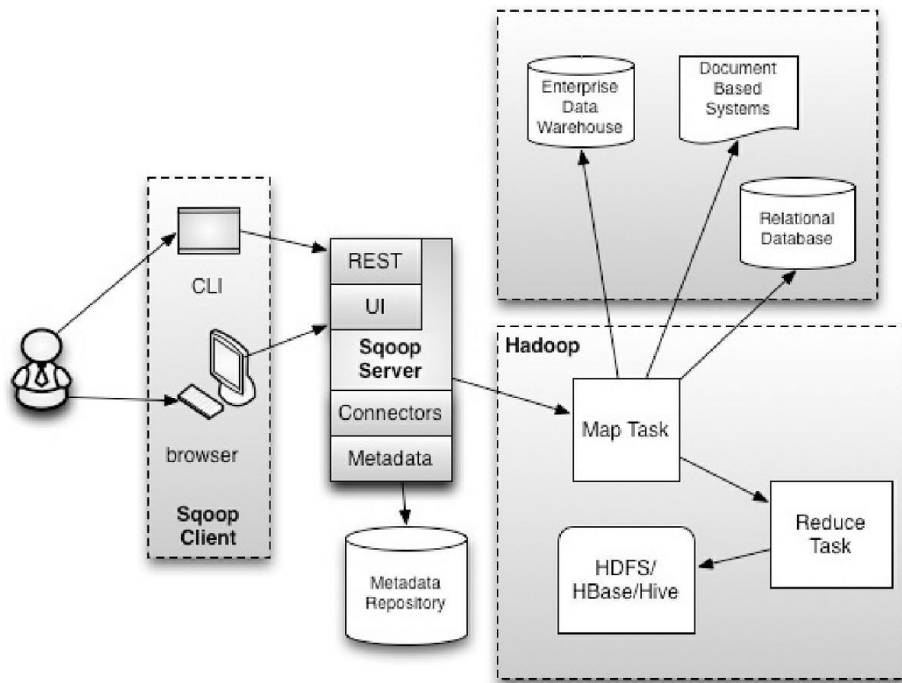 Enterprise
Data
Warehouse
Document
Based
Systems
Relational
Database
CLI
browser
Sqoop
Client
REST
UI
Sqoop
Server
Connectors
Metadata
Metadata
Repository
Hadoop
Map Task
Reduce
Task
HDFS/
HBase/Hive